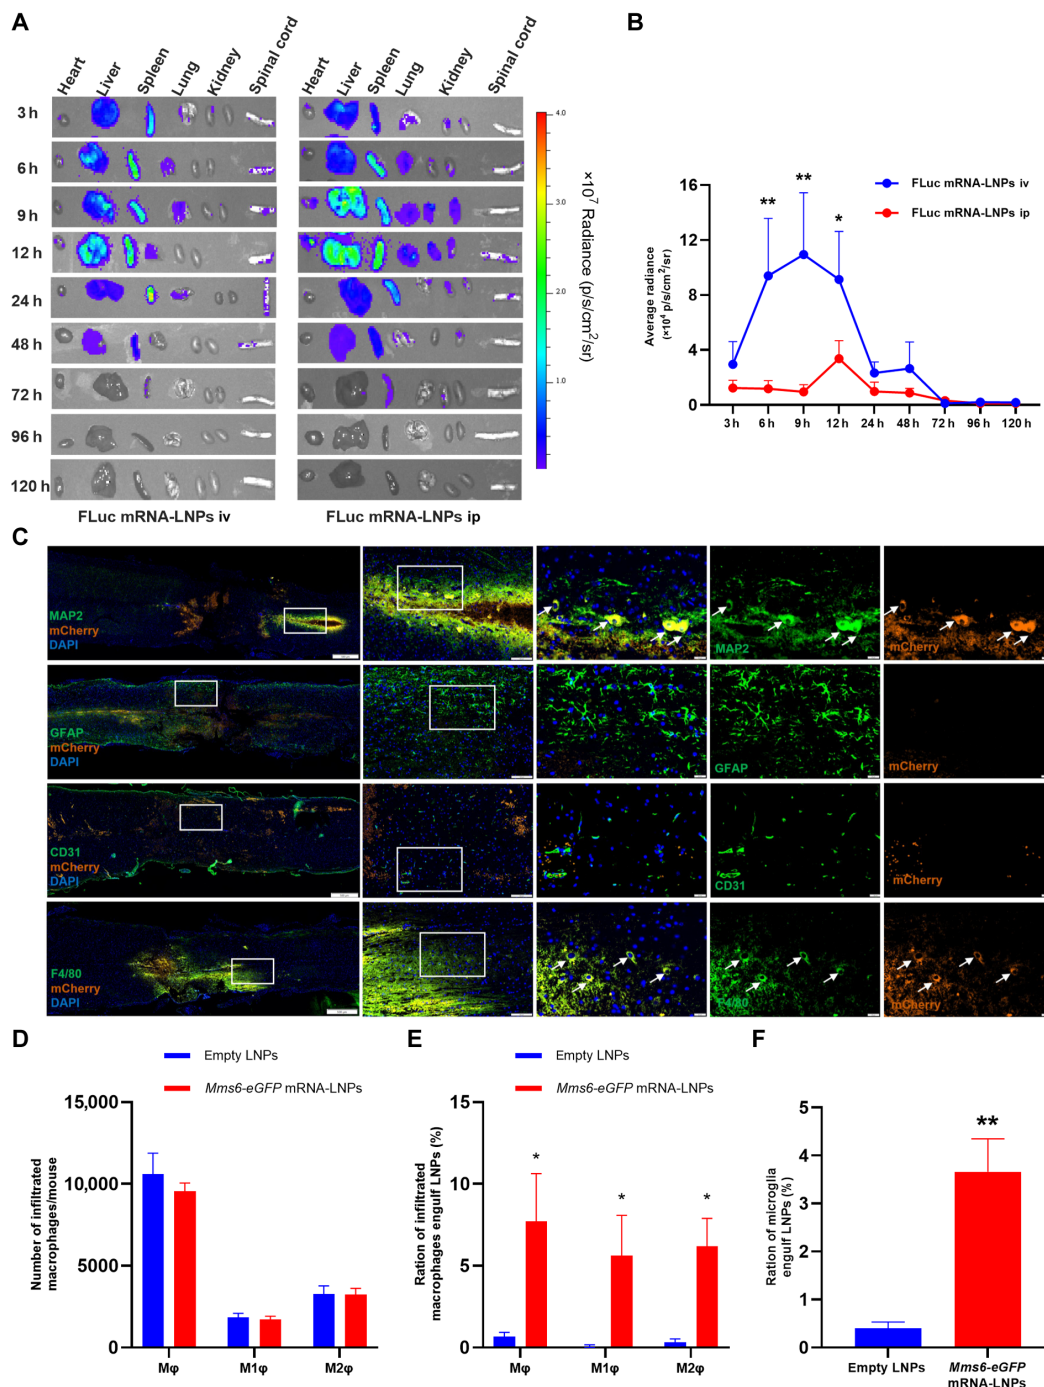 A
Heart
Liver
Spleen
Lung
Kidney
Spinal cord
Heart
Liver
Spleen
Lung
Kidney
Spinal cord
3 h
6 h
9 h
12 h
24 h
48 h
72 h
96 h
120 h
FLuc mRNA-LNPs iv
FLuc mRNA-LNPs ip
4.0
3.0
2.0
1.0
×10⁷ Radiance (p/s/cm²/sr)
B
FLuc mRNA-LNPs iv
FLuc mRNA-LNPs ip
Average radiance
(×10⁴ p/s/cm²/sr)
16
12
8
4
0
**
**
*
3 h 6 h 9 h 12 h 24 h 48 h 72 h 96 h 120 h
C
MAP2
mCherry
DAPI
MAP2
mCherry
GFAP
mCherry
DAPI
GFAP
mCherry
CD31
mCherry
DAPI
CD31
mCherry
F4/80
mCherry
DAPI
F4/80
mCherry
D
Empty LNPs
Mms6-eGFP mRNA-LNPs
Number of infiltrated
macrophages/mouse
15,000
10,000
5000
0
Mφ M1φ M2φ
E
Empty LNPs
Mms6-eGFP mRNA-LNPs
Ration of infiltrated
macrophages engulf LNPs (%)
15
10
5
0
*
*
*
Mφ M1φ M2φ
F
Ration of microglia
engulf LNPs (%)
5
4
3
2
1
0
**
Empty LNPs
Mms6-eGFP
mRNA-LNPs